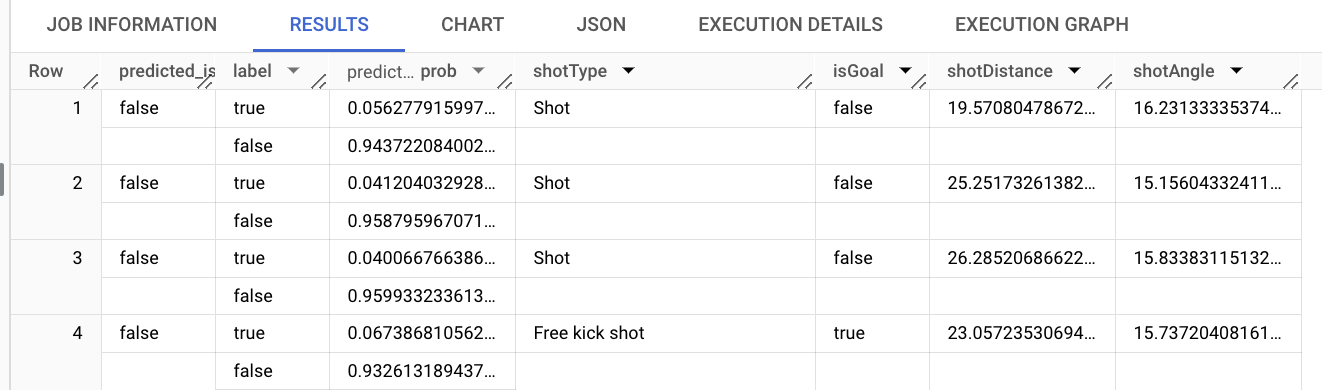 JOB INFORMATION RESULTS CHART JSON EXECUTION DETAILS EXECUTION GRAPH
Row predicted_is label predict... prob shotType isGoal shotDistance shotAngle
1 false true 0.056277915997... Shot false 19.57080478672... 16.23133335374...
false 0.943722084002...
2 false true 0.041204032928... Shot false 25.25173261382... 15.15604332411...
false 0.958795967071...
3 false true 0.040066766386... Shot false 26.28520686622... 15.83383115132...
false 0.959933233613...
4 false true 0.067386810562... Free kick shot true 23.05723530694... 15.73720408161...
false 0.932613189437...